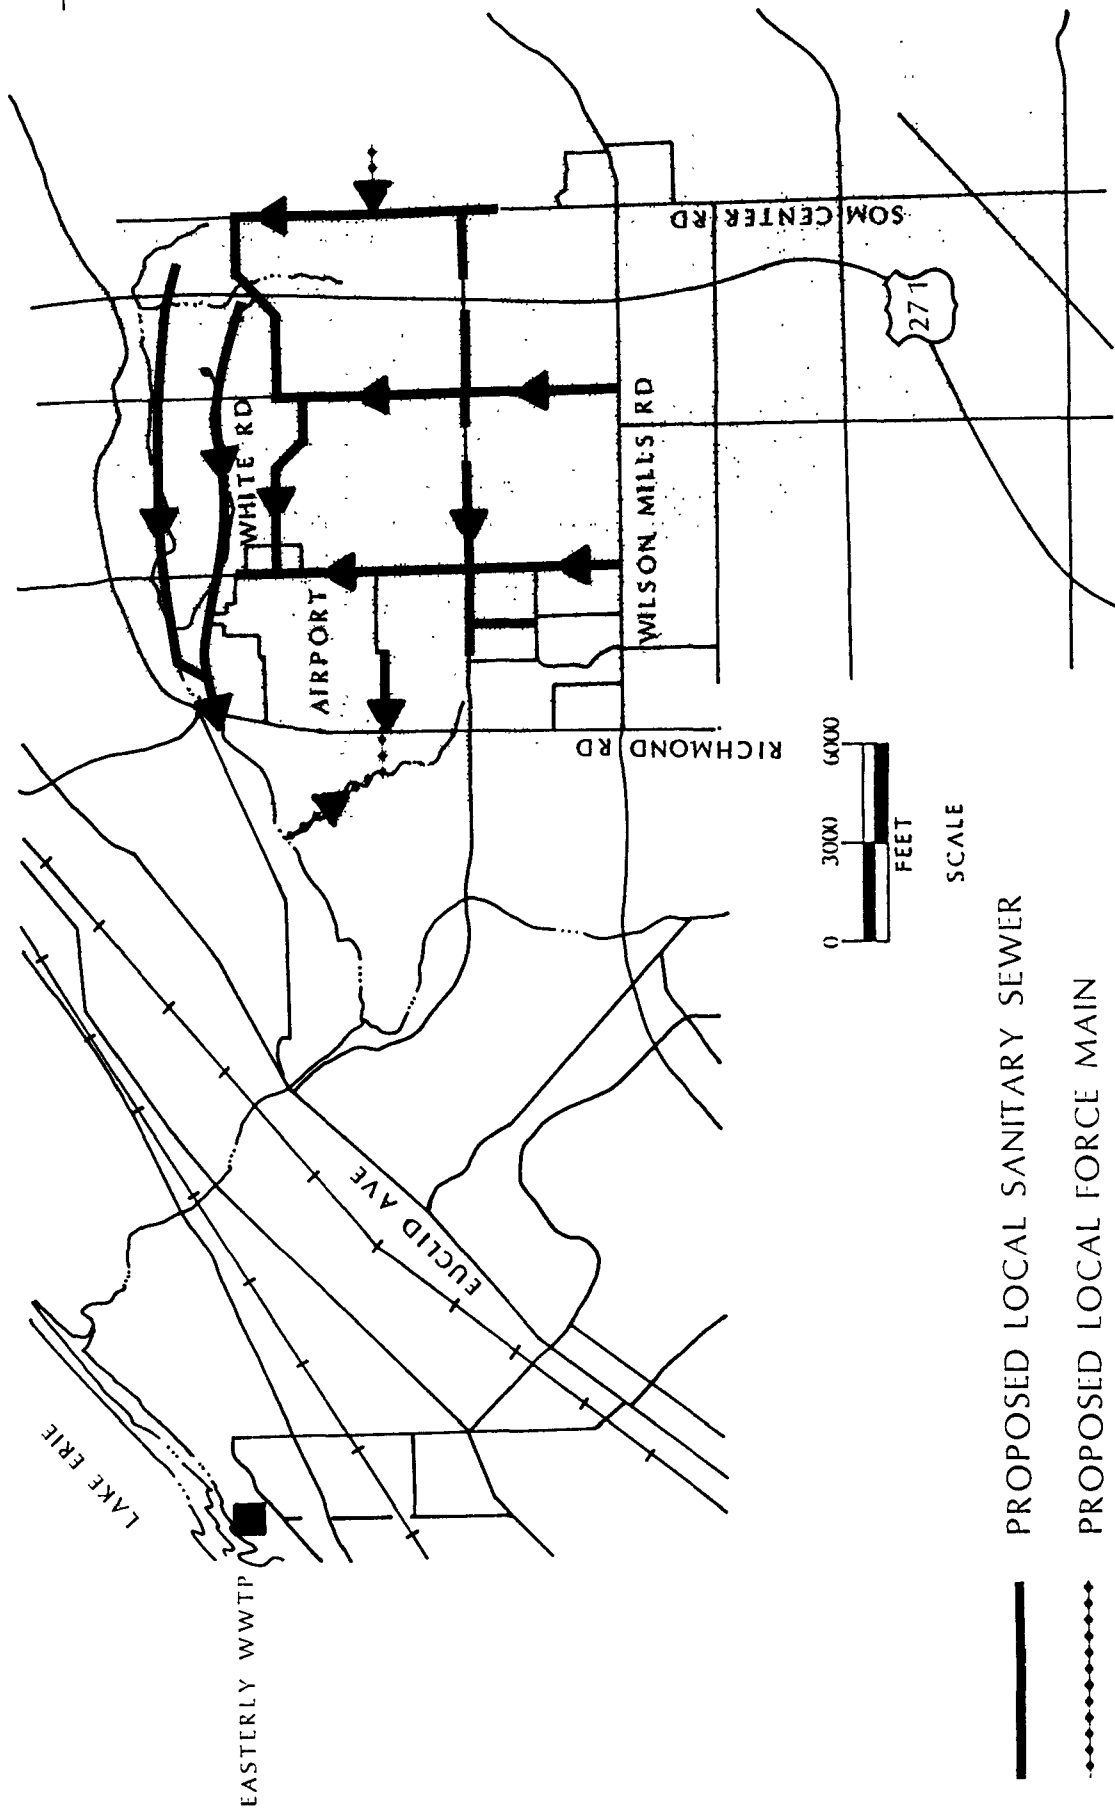 LAKE ERIE
EASTERLY WWTP
EUCLID AVE
WHITE RD
AIRPORT
RICHMOND RD
WILSON MILLS RD
SOM CENTER RD
271
0 3000 6000
FEET
SCALE
PROPOSED LOCAL SANITARY SEWER
PROPOSED LOCAL FORCE MAIN